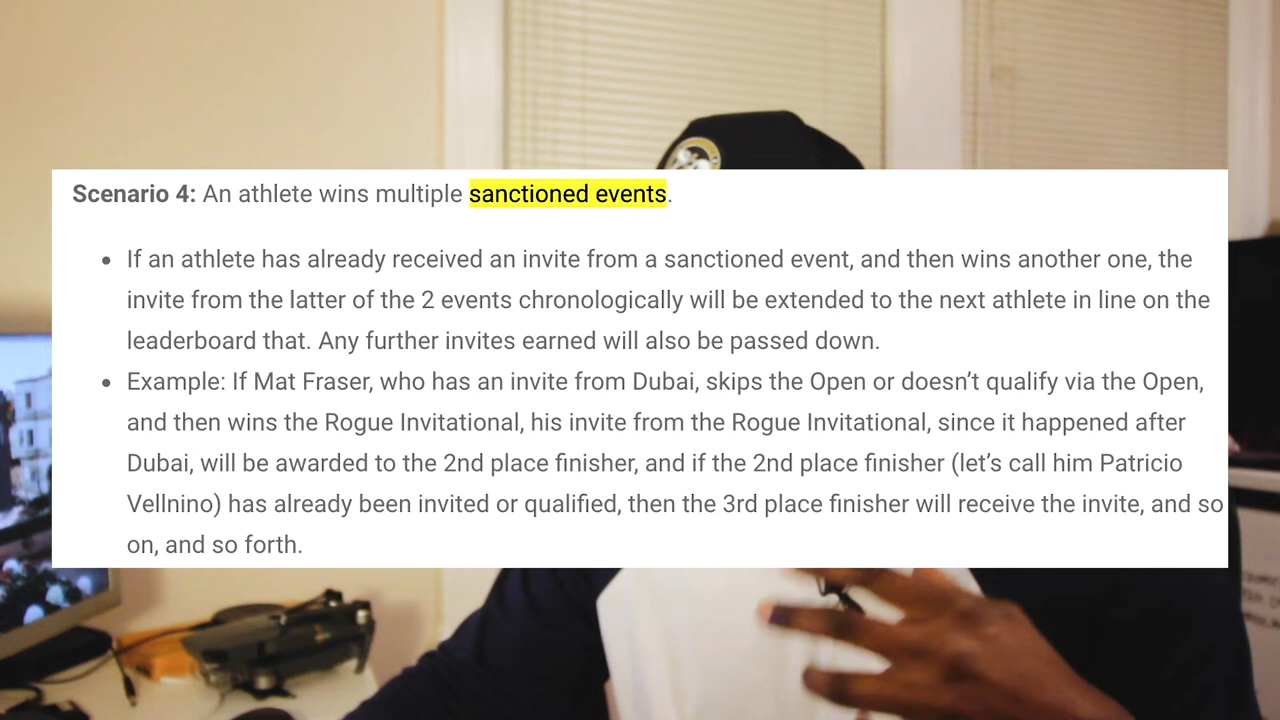 Scenario 4: An athlete wins multiple sanctioned events.
If an athlete has already received an invite from a sanctioned event, and then wins another one, the
invite from the latter of the 2 events chronologically will be extended to the next athlete in line on the
leaderboard that. Any further invites earned will also be passed down.
Example: If Mat Fraser, who has an invite from Dubai, skips the Open or doesn’t qualify via the Open,
and then wins the Rogue Invitational, his invite from the Rogue Invitational, since it happened after
Dubai, will be awarded to the 2nd place finisher, and if the 2nd place finisher (let’s call him Patricio
Vellnino) has already been invited or qualified, then the 3rd place finisher will receive the invite, and so
on, and so forth.